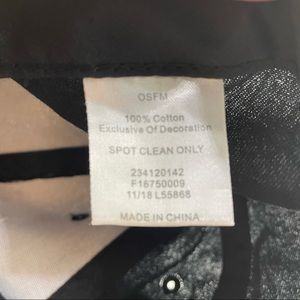 OSFM
100% Cotton
Exclusive Of Decoration
SPOT CLEAN ONLY
234120142
F16750009
11/18 L55868
MADE IN CHINA